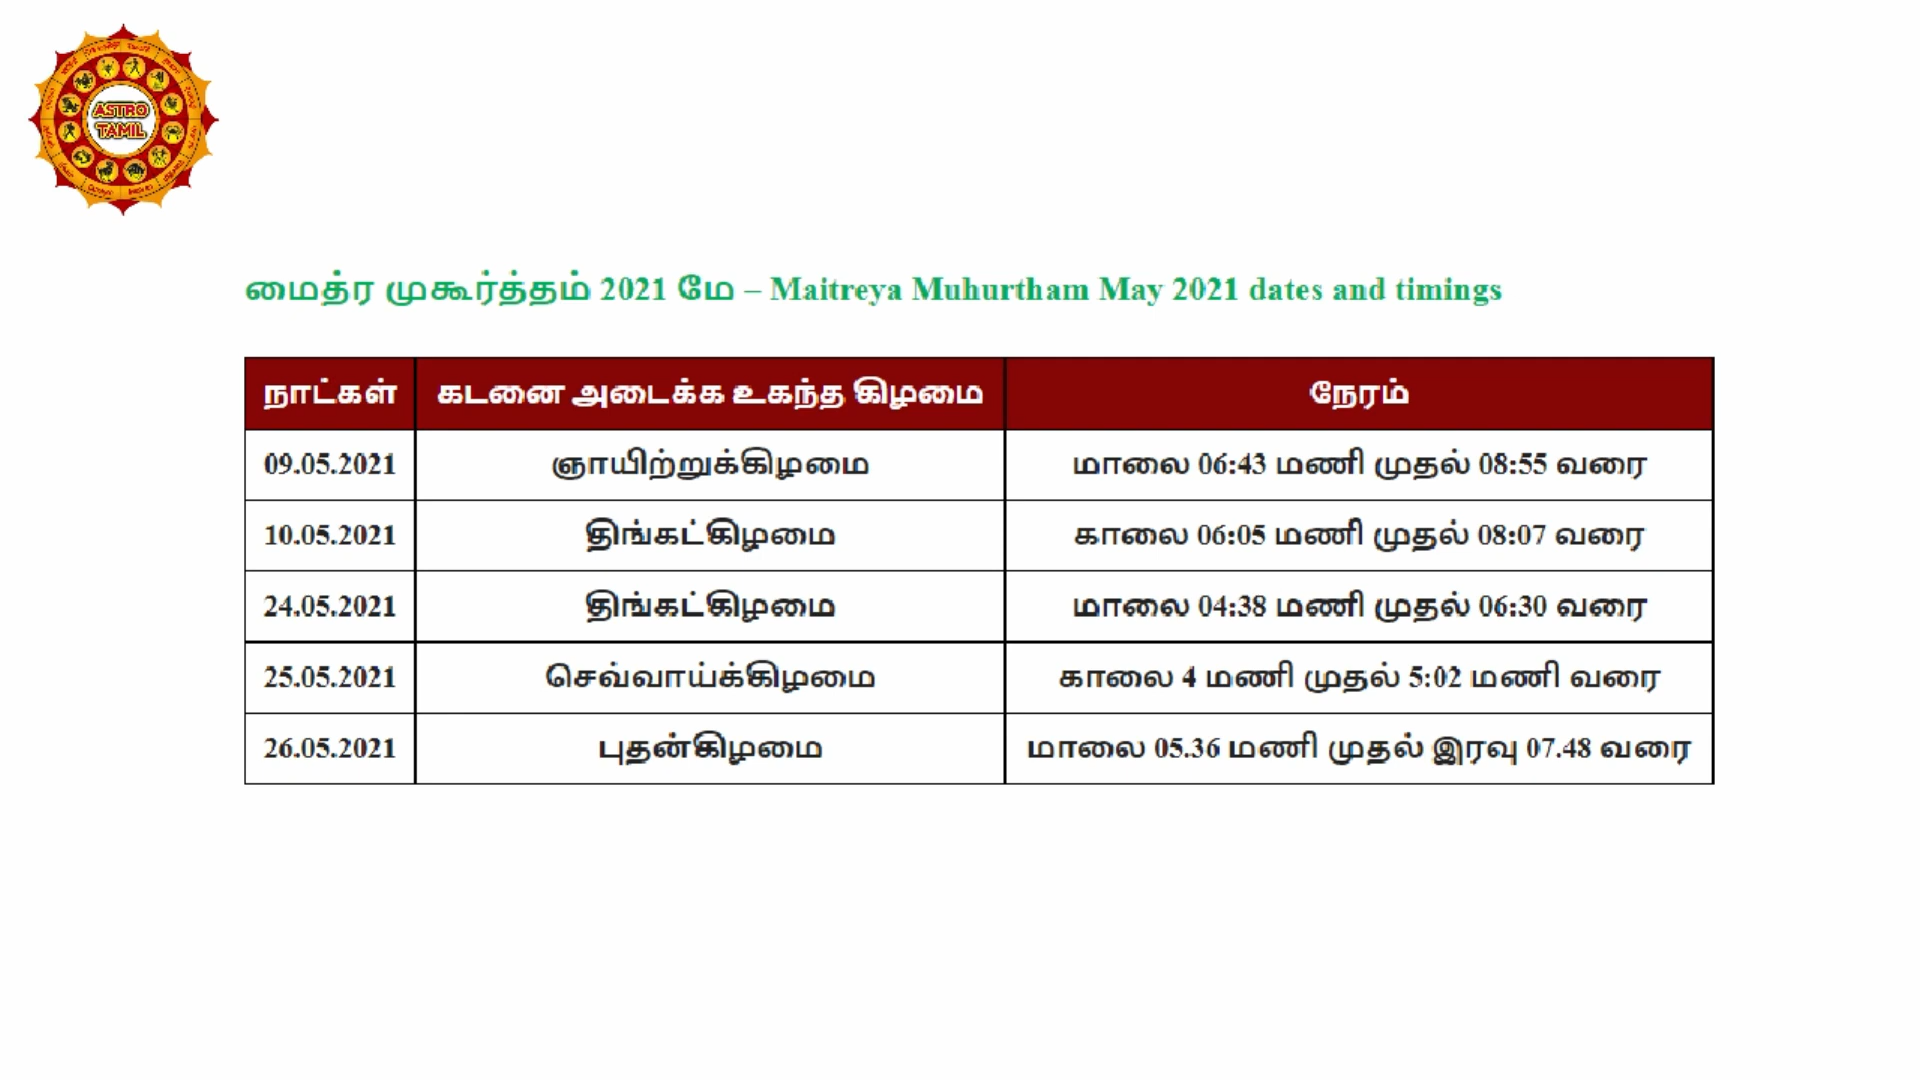 ASTRO
TAMIL
மைத்ர முகூர்த்தம் 2021 மே – Maitreya Muhurtham May 2021 dates and timings
நாட்கள் கடனை அடைக்க உகந்த கிழமை நேரம்
09.05.2021 ஞாயிற்றுக்கிழமை மாலை 06:43 மணி முதல் 08:55 வரை
10.05.2021 திங்கட்கிழமை காலை 06:05 மணி முதல் 08:07 வரை
24.05.2021 திங்கட்கிழமை மாலை 04:38 மணி முதல் 06:30 வரை
25.05.2021 செவ்வாய்க்கிழமை காலை 4 மணி முதல் 5:02 மணி வரை
26.05.2021 புதன்கிழமை மாலை 05.36 மணி முதல் இரவு 07.48 வரை